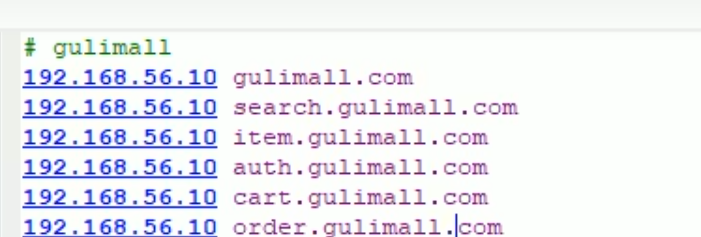 # gulimall
192.168.56.10 gulimall.com
192.168.56.10 search.gulimall.com
192.168.56.10 item.gulimall.com
192.168.56.10 auth.gulimall.com
192.168.56.10 cart.gulimall.com
192.168.56.10 order.gulimall.com